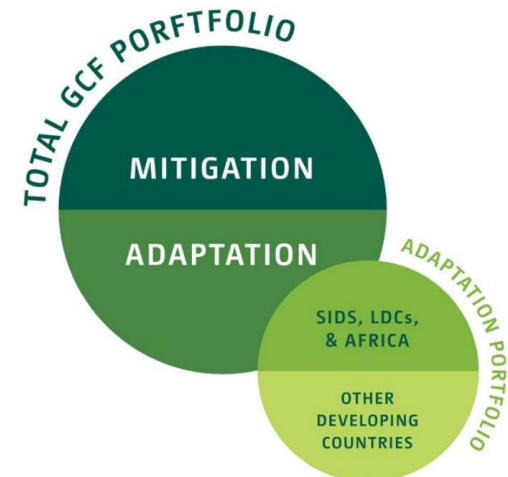 TOTAL GCF PORFTFOLIO
MITIGATION
ADAPTATION
ADAPTATION PORTFOLIO
SIDS, LDCs,
& AFRICA
OTHER
DEVELOPING
COUNTRIES